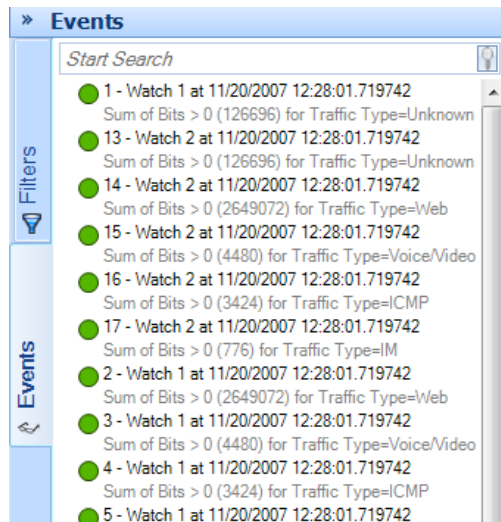 » Events
Start Search
Filters
Events
1 - Watch 1 at 11/20/2007 12:28:01.719742
Sum of Bits > 0 (126696) for Traffic Type=Unknown
13 - Watch 2 at 11/20/2007 12:28:01.719742
Sum of Bits > 0 (126696) for Traffic Type=Unknown
14 - Watch 2 at 11/20/2007 12:28:01.719742
Sum of Bits > 0 (2649072) for Traffic Type=Web
15 - Watch 2 at 11/20/2007 12:28:01.719742
Sum of Bits > 0 (4480) for Traffic Type=Voice/Video
16 - Watch 2 at 11/20/2007 12:28:01.719742
Sum of Bits > 0 (3424) for Traffic Type=ICMP
17 - Watch 2 at 11/20/2007 12:28:01.719742
Sum of Bits > 0 (776) for Traffic Type=IM
2 - Watch 1 at 11/20/2007 12:28:01.719742
Sum of Bits > 0 (2649072) for Traffic Type=Web
3 - Watch 1 at 11/20/2007 12:28:01.719742
Sum of Bits > 0 (4480) for Traffic Type=Voice/Video
4 - Watch 1 at 11/20/2007 12:28:01.719742
Sum of Bits > 0 (3424) for Traffic Type=ICMP
5 - Watch 1 at 11/20/2007 12:28:01.719742